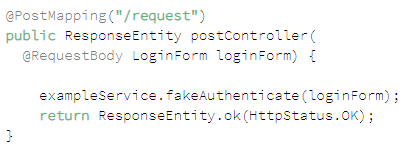 @PostMapping("/request")
public ResponseEntity postController(
  @RequestBody LoginForm loginForm) {

    exampleService.fakeAuthenticate(loginForm);
    return ResponseEntity.ok(HttpStatus.OK);
}